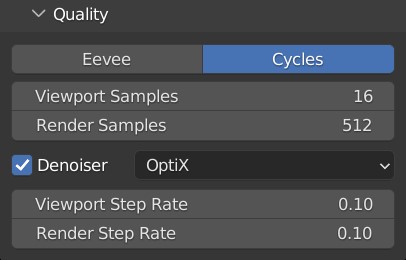 Quality
Eevee Cycles
Viewport Samples 16
Render Samples 512
Denoiser OptiX
Viewport Step Rate 0.10
Render Step Rate 0.10